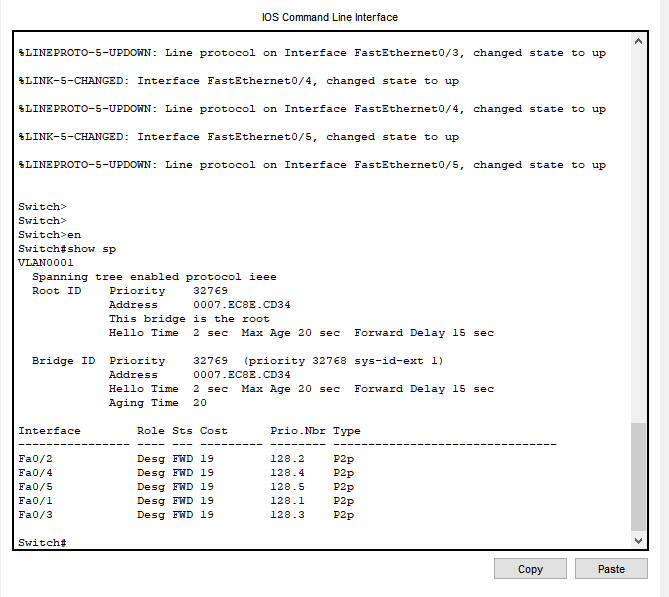 IOS Command Line Interface
%LINEPROTO-5-UPDOWN: Line protocol on Interface FastEthernet0/3, changed state to up
%LINK-5-CHANGED: Interface FastEthernet0/4, changed state to up
%LINEPROTO-5-UPDOWN: Line protocol on Interface FastEthernet0/4, changed state to up
%LINK-5-CHANGED: Interface FastEthernet0/5, changed state to up
%LINEPROTO-5-UPDOWN: Line protocol on Interface FastEthernet0/5, changed state to up
Switch>
Switch>
Switch>en
Switch#show sp
VLAN0001
  Spanning tree enabled protocol ieee
  Root ID    Priority    32769
             Address     0007.EC8E.CD34
             This bridge is the root
             Hello Time  2 sec  Max Age 20 sec  Forward Delay 15 sec
  Bridge ID  Priority    32769  (priority 32768 sys-id-ext 1)
             Address     0007.EC8E.CD34
             Hello Time  2 sec  Max Age 20 sec  Forward Delay 15 sec
             Aging Time  20
Interface        Role Sts Cost      Prio.Nbr Type
---------------- ---- --- --------- -------- --------------------------------
Fa0/2            Desg FWD 19        128.2    P2p
Fa0/4            Desg FWD 19        128.4    P2p
Fa0/5            Desg FWD 19        128.5    P2p
Fa0/1            Desg FWD 19        128.1    P2p
Fa0/3            Desg FWD 19        128.3    P2p
Switch#
Copy Paste